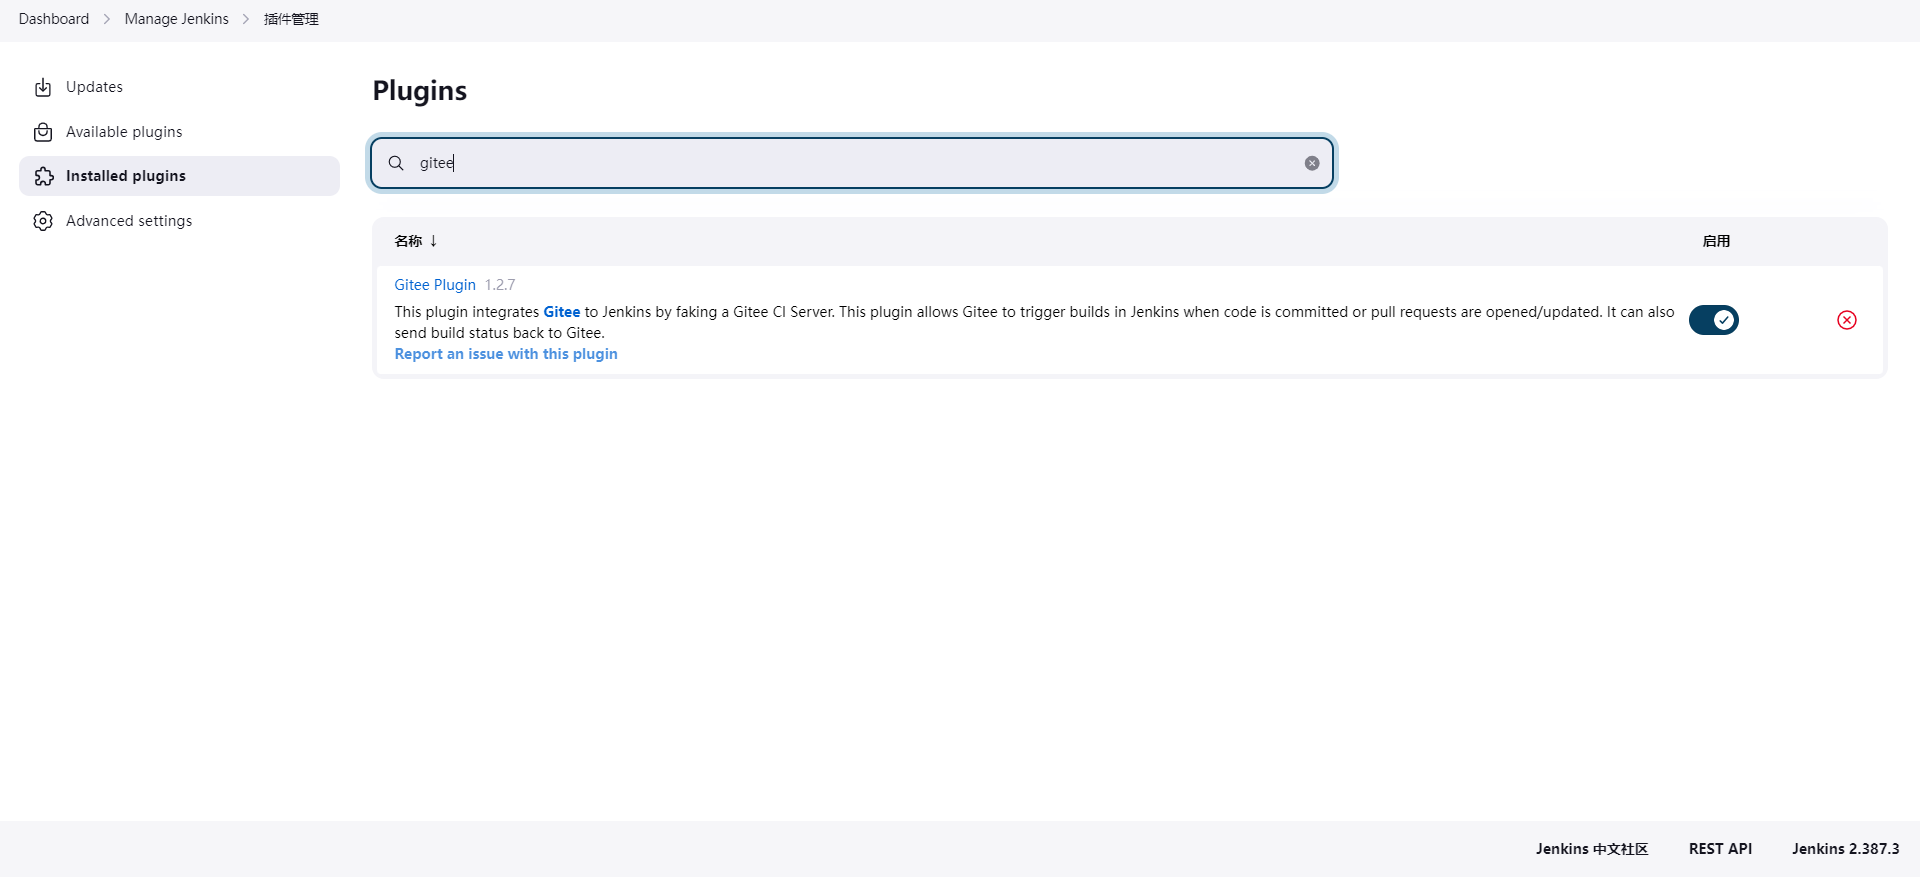 Dashboard
Manage Jenkins
插件管理
Updates
Available plugins
Installed plugins
Advanced settings
Plugins
gitee
名称 ↓
启用
Gitee Plugin 1.2.7
This plugin integrates Gitee to Jenkins by faking a Gitee CI Server. This plugin allows Gitee to trigger builds in Jenkins when code is committed or pull requests are opened/updated. It can also
send build status back to Gitee.
Report an issue with this plugin
Jenkins 中文社区
REST API
Jenkins 2.387.3